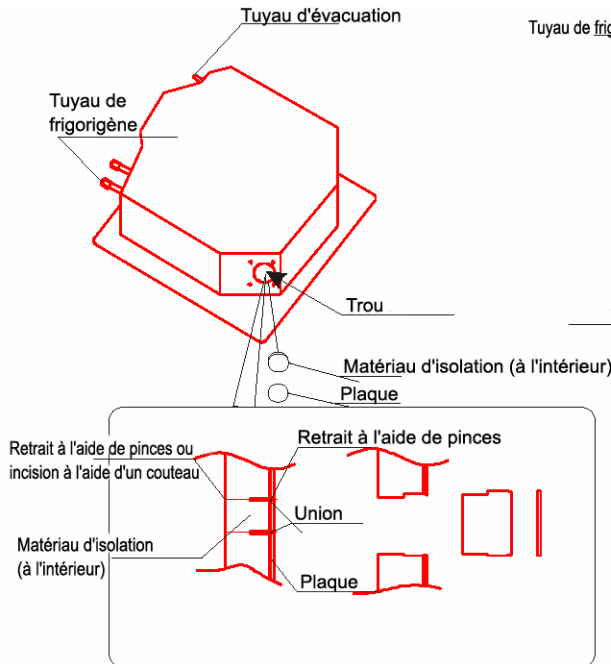 Tuyau d'évacuation
Tuyau de frig
Tuyau de
frigorigène
Trou
Matériau d'isolation (à l'intérieur)
Plaque
Retrait à l'aide de pinces ou
incision à l'aide d'un couteau
Retrait à l'aide de pinces
Union
Matériau d'isolation
(à l'intérieur)
Plaque